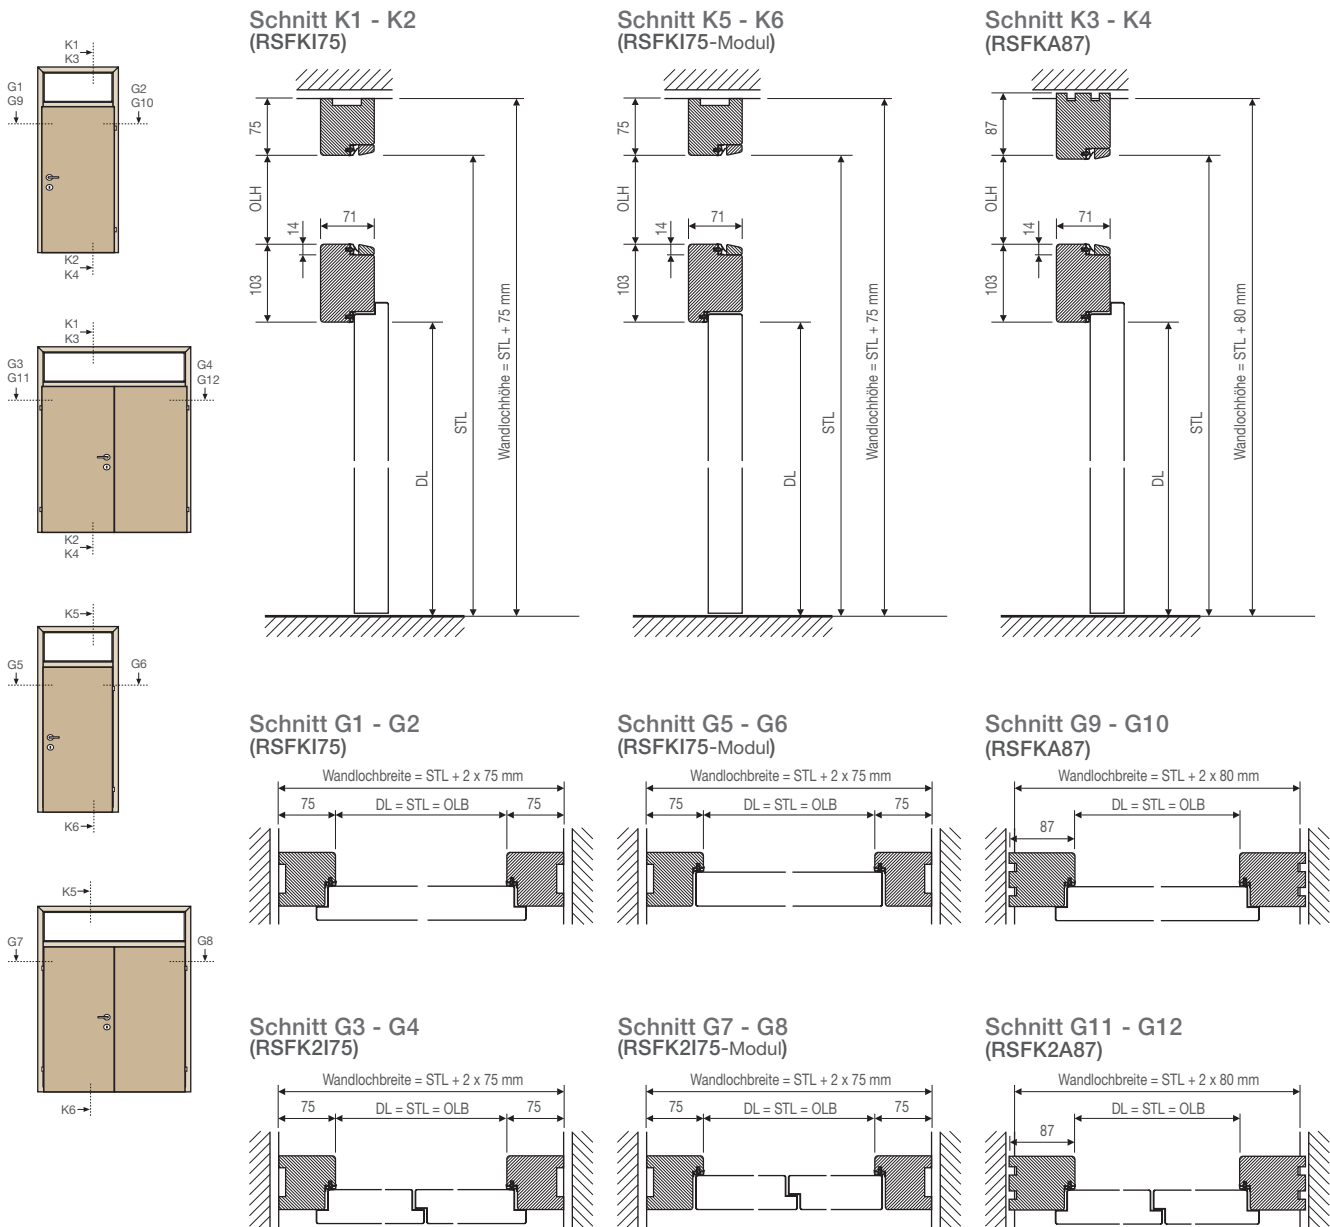 K1
K3
G1
G9
G2
G10
K2
K4
K1
K3
G3
G11
G4
G12
K2
K4
K5
G5
G6
K6
K5
G7
G8
K6
Schnitt K1 - K2
(RSFKI75)
75
OLH
14
71
103
DL
STL
Wandlochhöhe = STL + 75 mm
Schnitt K5 - K6
(RSFKI75-Modul)
75
OLH
14
71
103
DL
STL
Wandlochhöhe = STL + 75 mm
Schnitt K3 - K4
(RSFKA87)
87
OLH
14
71
103
DL
STL
Wandlochhöhe = STL + 80 mm
Schnitt G1 - G2
(RSFKI75)
Wandlochbreite = STL + 2 x 75 mm
75
DL = STL = OLB
75
Schnitt G5 - G6
(RSFKI75-Modul)
Wandlochbreite = STL + 2 x 75 mm
75
DL = STL = OLB
75
Schnitt G9 - G10
(RSFKA87)
Wandlochbreite = STL + 2 x 80 mm
DL = STL = OLB
87
Schnitt G3 - G4
(RSFK2I75)
Wandlochbreite = STL + 2 x 75 mm
75
DL = STL = OLB
75
Schnitt G7 - G8
(RSFK2I75-Modul)
Wandlochbreite = STL + 2 x 75 mm
75
DL = STL = OLB
75
Schnitt G11 - G12
(RSFK2A87)
Wandlochbreite = STL + 2 x 80 mm
DL = STL = OLB
87